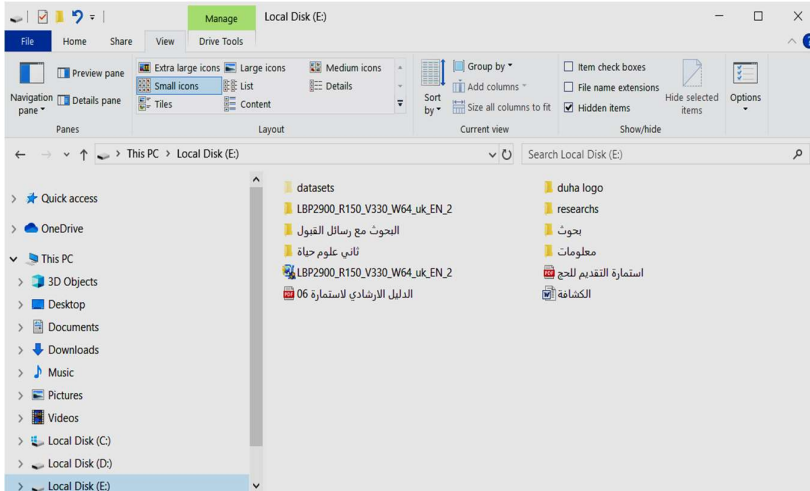 Manage
Local Disk (E:)
File
Home
Share
View
Drive Tools
Navigation pane
Preview pane
Details pane
Panes
Extra large icons
Large icons
Medium icons
Small icons
List
Details
Tiles
Content
Layout
Sort by
Group by
Add columns
Size all columns to fit
Current view
Item check boxes
File name extensions
Hidden items
Hide selected items
Show/hide
Options
This PC > Local Disk (E:)
Search Local Disk (E:)
Quick access
OneDrive
This PC
3D Objects
Desktop
Documents
Downloads
Music
Pictures
Videos
Local Disk (C:)
Local Disk (D:)
Local Disk (E:)
datasets
duha logo
LBP2900_R150_V330_W64_uk_EN_2
researchs
البحوث مع رسائل القبول
بحوث
ثاني علوم حياة
معلومات
LBP2900_R150_V330_W64_uk_EN_2
PDF استمارة التقديم للحج
PDF الدليل الارشادي لاستمارة 06
W الكشافة